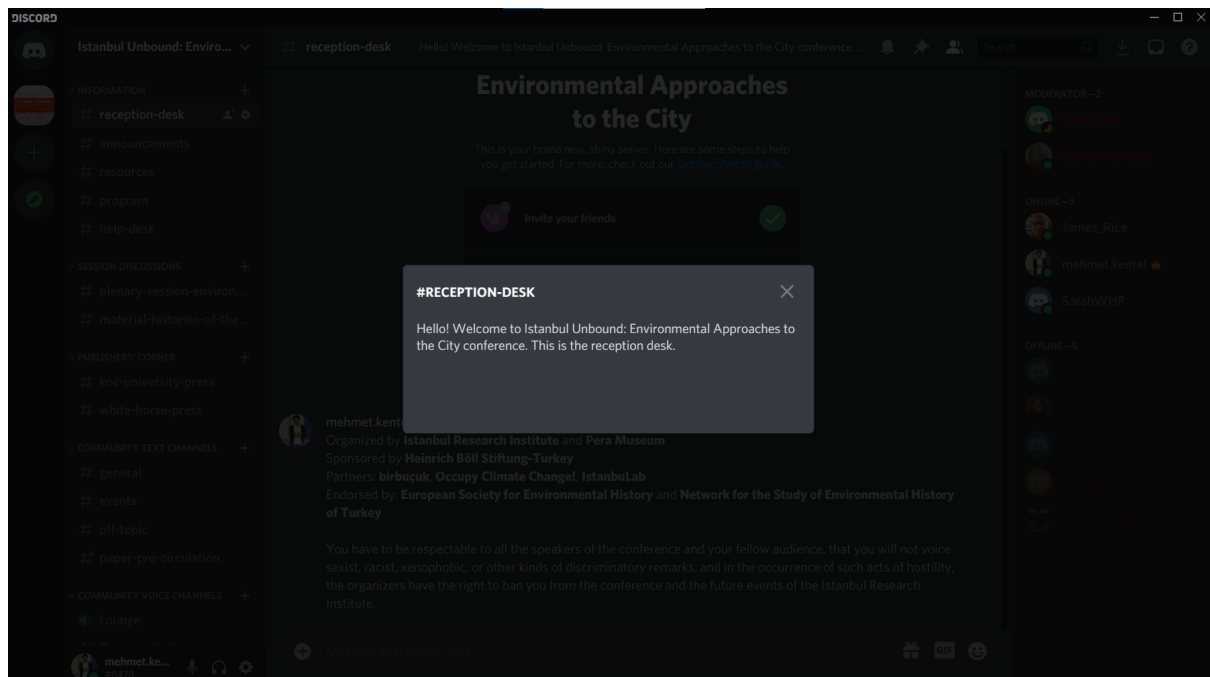 DISCORD
Istanbul Unbound: Enviro...
INFORMATION
reception-desk
announcements
resources
program
help-desk
SESSION DISCUSSIONS
plenary-session-environ...
material-histories-of-the...
PUBLISHERS' CORNER
koc-university-press
white-horse-press
COMMUNITY TEXT CHANNELS
general
events
off-topic
paper-pre-circulation
COMMUNITY VOICE CHANNELS
Lounge
mehmet.ke...
#8478
reception-desk
Hello! Welcome to Istanbul Unbound: Environmental Approaches to the City conference....
Search
Environmental Approaches
to the City
This is your brand new, shiny server. Here are some steps to help
you get started. For more, check out our Getting Started guide.
Invite your friends
#RECEPTION-DESK
Hello! Welcome to Istanbul Unbound: Environmental Approaches to
the City conference. This is the reception desk.
mehmet.kent
Organized by Istanbul Research Institute and Pera Museum
Sponsored by Heinrich Böll Stiftung-Turkey
Partners: birbuçuk, Occupy Climate Change!, IstanbuLab
Endorsed by: European Society for Environmental History and Network for the Study of Environmental History
of Turkey
You have to be respectable to all the speakers of the conference and your fellow audience, that you will not voice
sexist, racist, xenophobic, or other kinds of discriminatory remarks, and in the occurrence of such acts of hostility,
the organizers have the right to ban you from the conference and the future events of the Istanbul Research
Institute.
Message #reception-desk
GIF
MODERATOR—2
ONLINE—3
James_Rice
mehmet.kentel
SarahWHP
OFFLINE—5